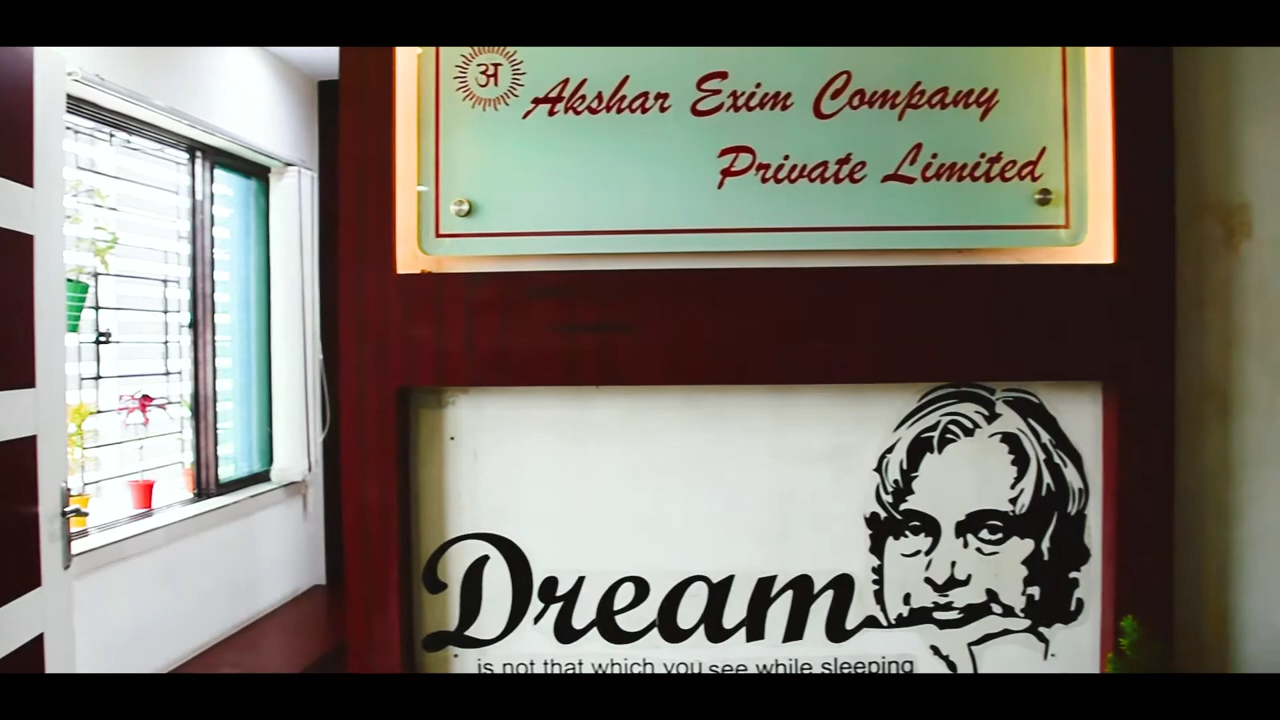 अ
Akshar Exim Company
Private Limited
Dream
is not that which you see while sleeping